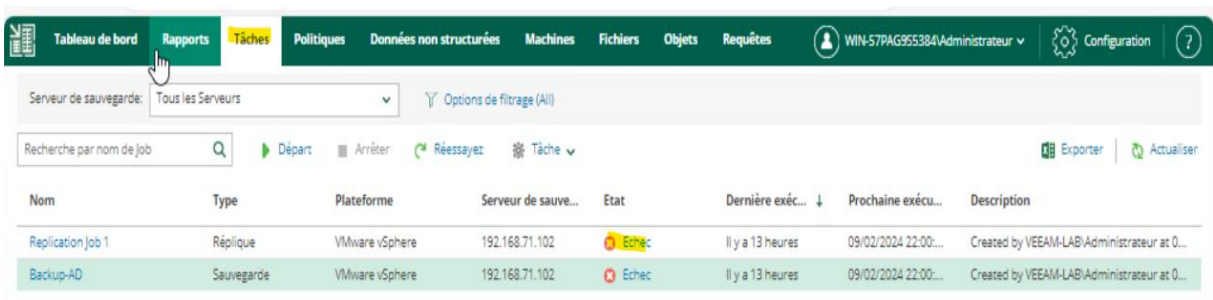 Tableau de bord Rapports Tâches Politiques Données non structurées Machines Fichiers Objets Requêtes WIN-57PAG955384\Administrateur Configuration ?
Serveur de sauvegarde: Tous les Serveurs Options de filtrage (All)
Recherche par nom de Job Départ Arrêter Réessayez Tâche Exporter Actualiser
Nom Type Plateforme Serveur de sauve... Etat Dernière exéc... ↓ Prochaine exécu... Description
Replication Job 1 Réplique VMware vSphere 192.168.71.102 Echec Il y a 13 heures 09/02/2024 22:00:... Created by VEEAM-LAB\Administrateur at 0...
Backup-AD Sauvegarde VMware vSphere 192.168.71.102 Echec Il y a 13 heures 09/02/2024 22:00:... Created by VEEAM-LAB\Administrateur at 0...